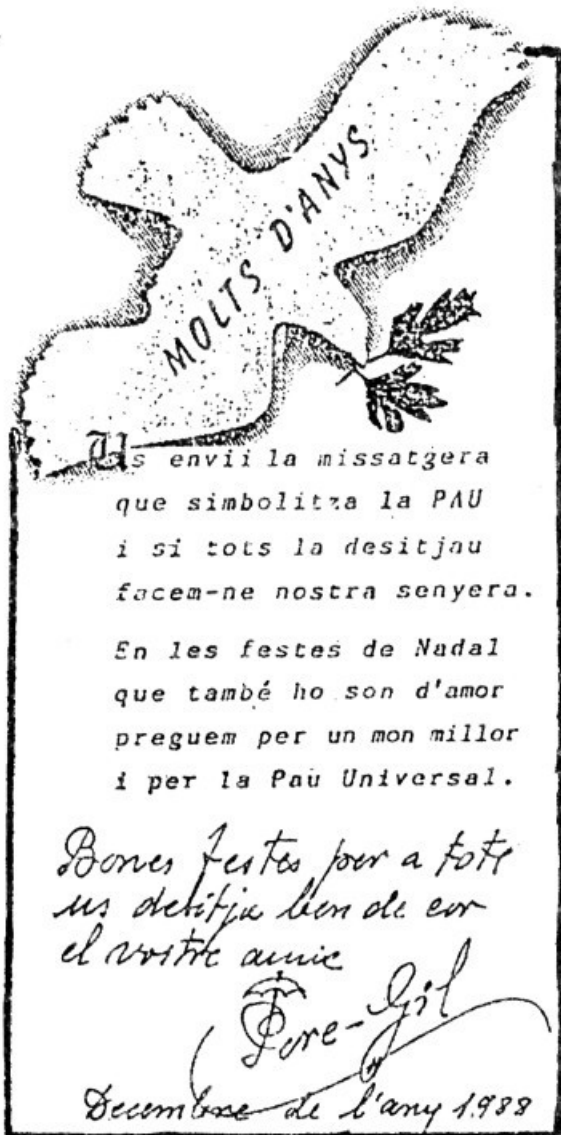 MOLTS D'ANYS
Us envii la missatgera
que simbolitza la PAU
i si tots la desitjau
facem-ne nostra senyera.
En les festes de Nadal
que també ho son d'amor
preguem per un mon millor
i per la Pau Universal.
Bones festes per a tots
us desitja ben de cor
el vostre amic
Pere-Gil
Decembre de l'any 1988